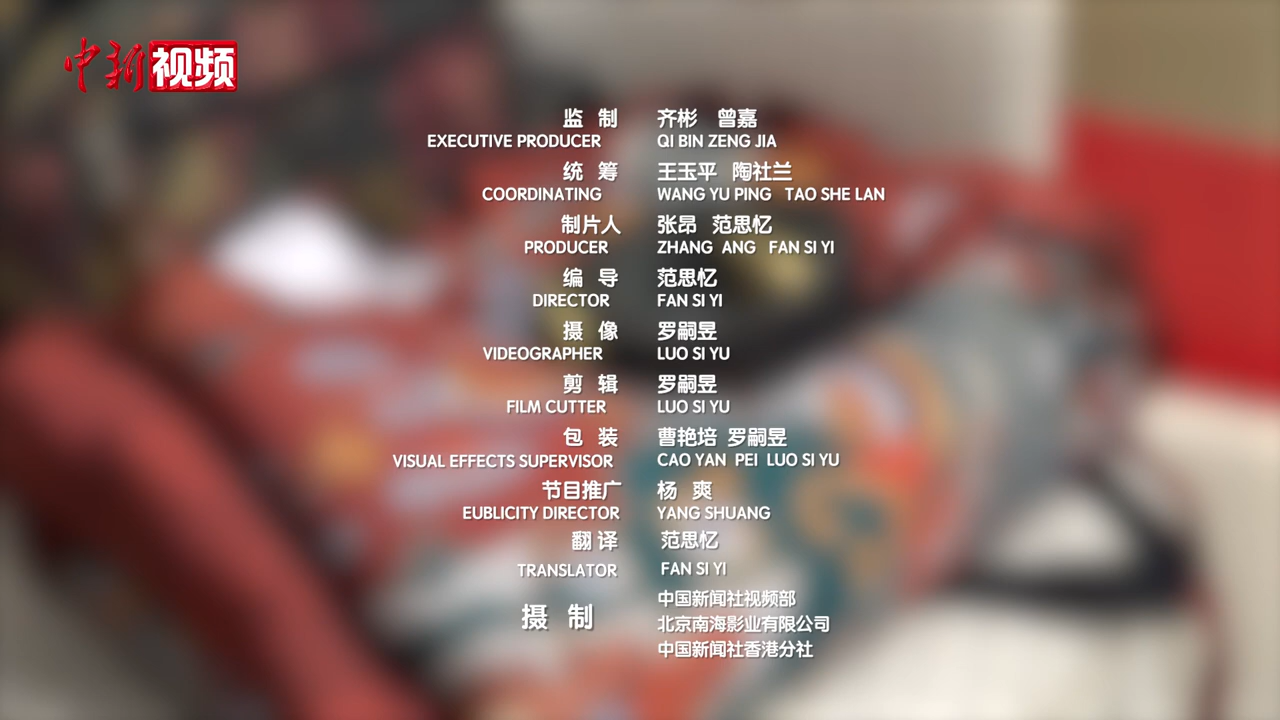 中新视频
监 制 齐彬 曾嘉
EXECUTIVE PRODUCER QI BIN ZENG JIA
统 筹 王玉平 陶社兰
COORDINATING WANG YU PING TAO SHE LAN
制片人 张昂 范思忆
PRODUCER ZHANG ANG FAN SI YI
编 导 范思忆
DIRECTOR FAN SI YI
摄 像 罗嗣昱
VIDEOGRAPHER LUO SI YU
剪 辑 罗嗣昱
FILM CUTTER LUO SI YU
包 装 曹艳培 罗嗣昱
VISUAL EFFECTS SUPERVISOR CAO YAN PEI LUO SI YU
节目推广 杨 爽
EUBLICITY DIRECTOR YANG SHUANG
翻 译 范思忆
TRANSLATOR FAN SI YI
摄 制 中国新闻社视频部
北京南海影业有限公司
中国新闻社香港分社